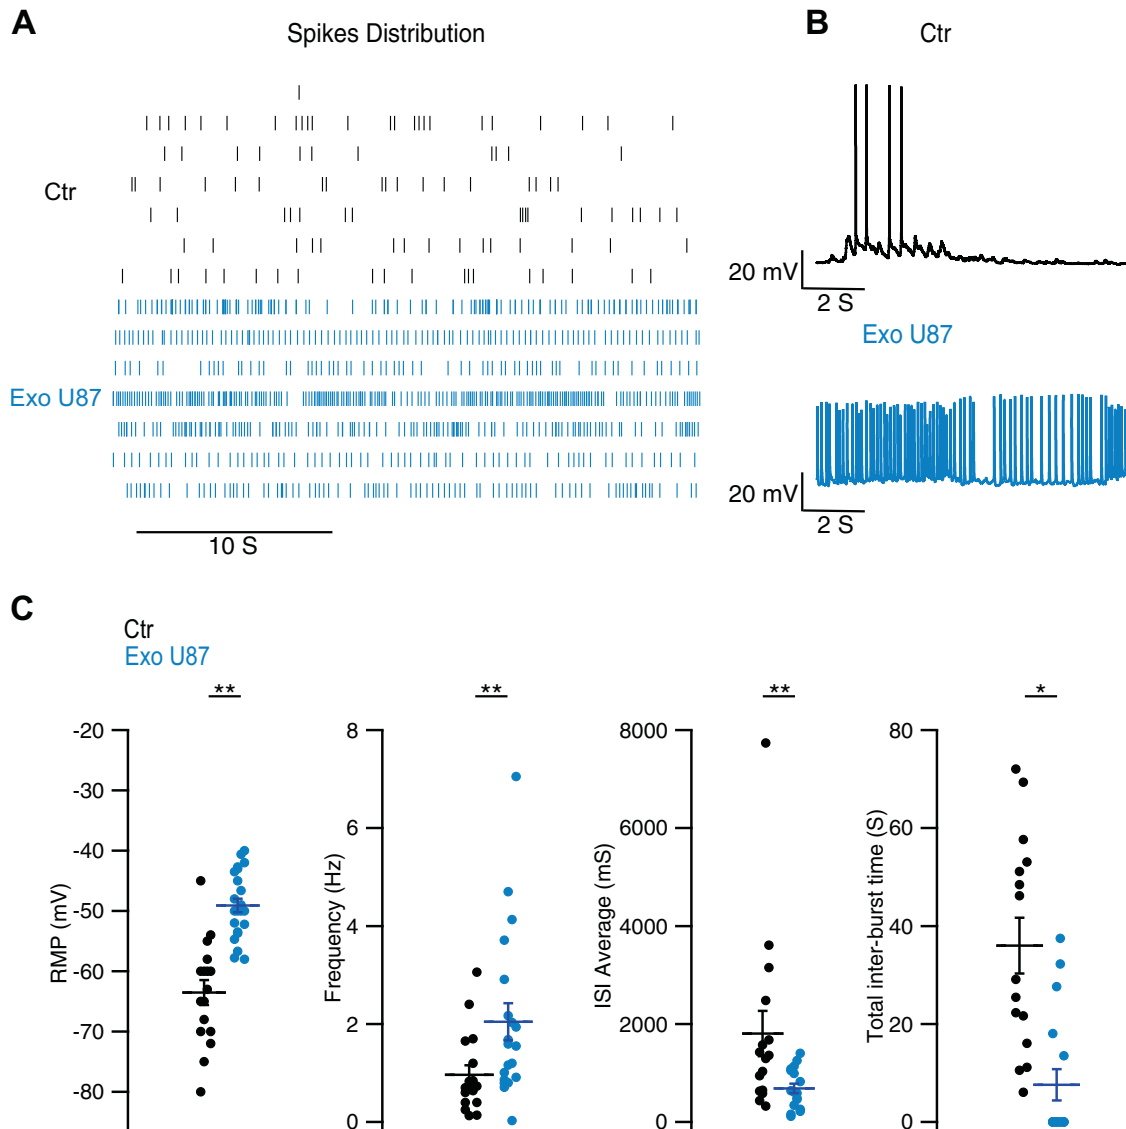 A
Spikes Distribution
Ctr
Exo U87
10 S
B
Ctr
20 mV
2 S
Exo U87
20 mV
2 S
C
Ctr
Exo U87
**
**
**
*
RMP (mV)
-20
-30
-40
-50
-60
-70
-80
Frequency (Hz)
8
6
4
2
0
ISI Average (mS)
8000
6000
4000
2000
0
Total inter-burst time (S)
80
60
40
20
0